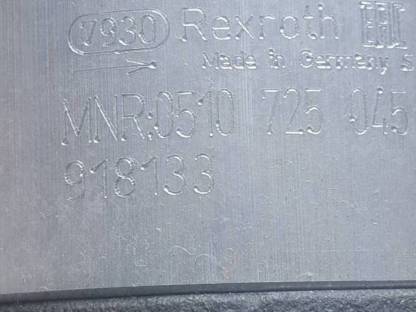 7930 Rexroth EAC
Made in Germany S
MNR:0510 725 045
918133